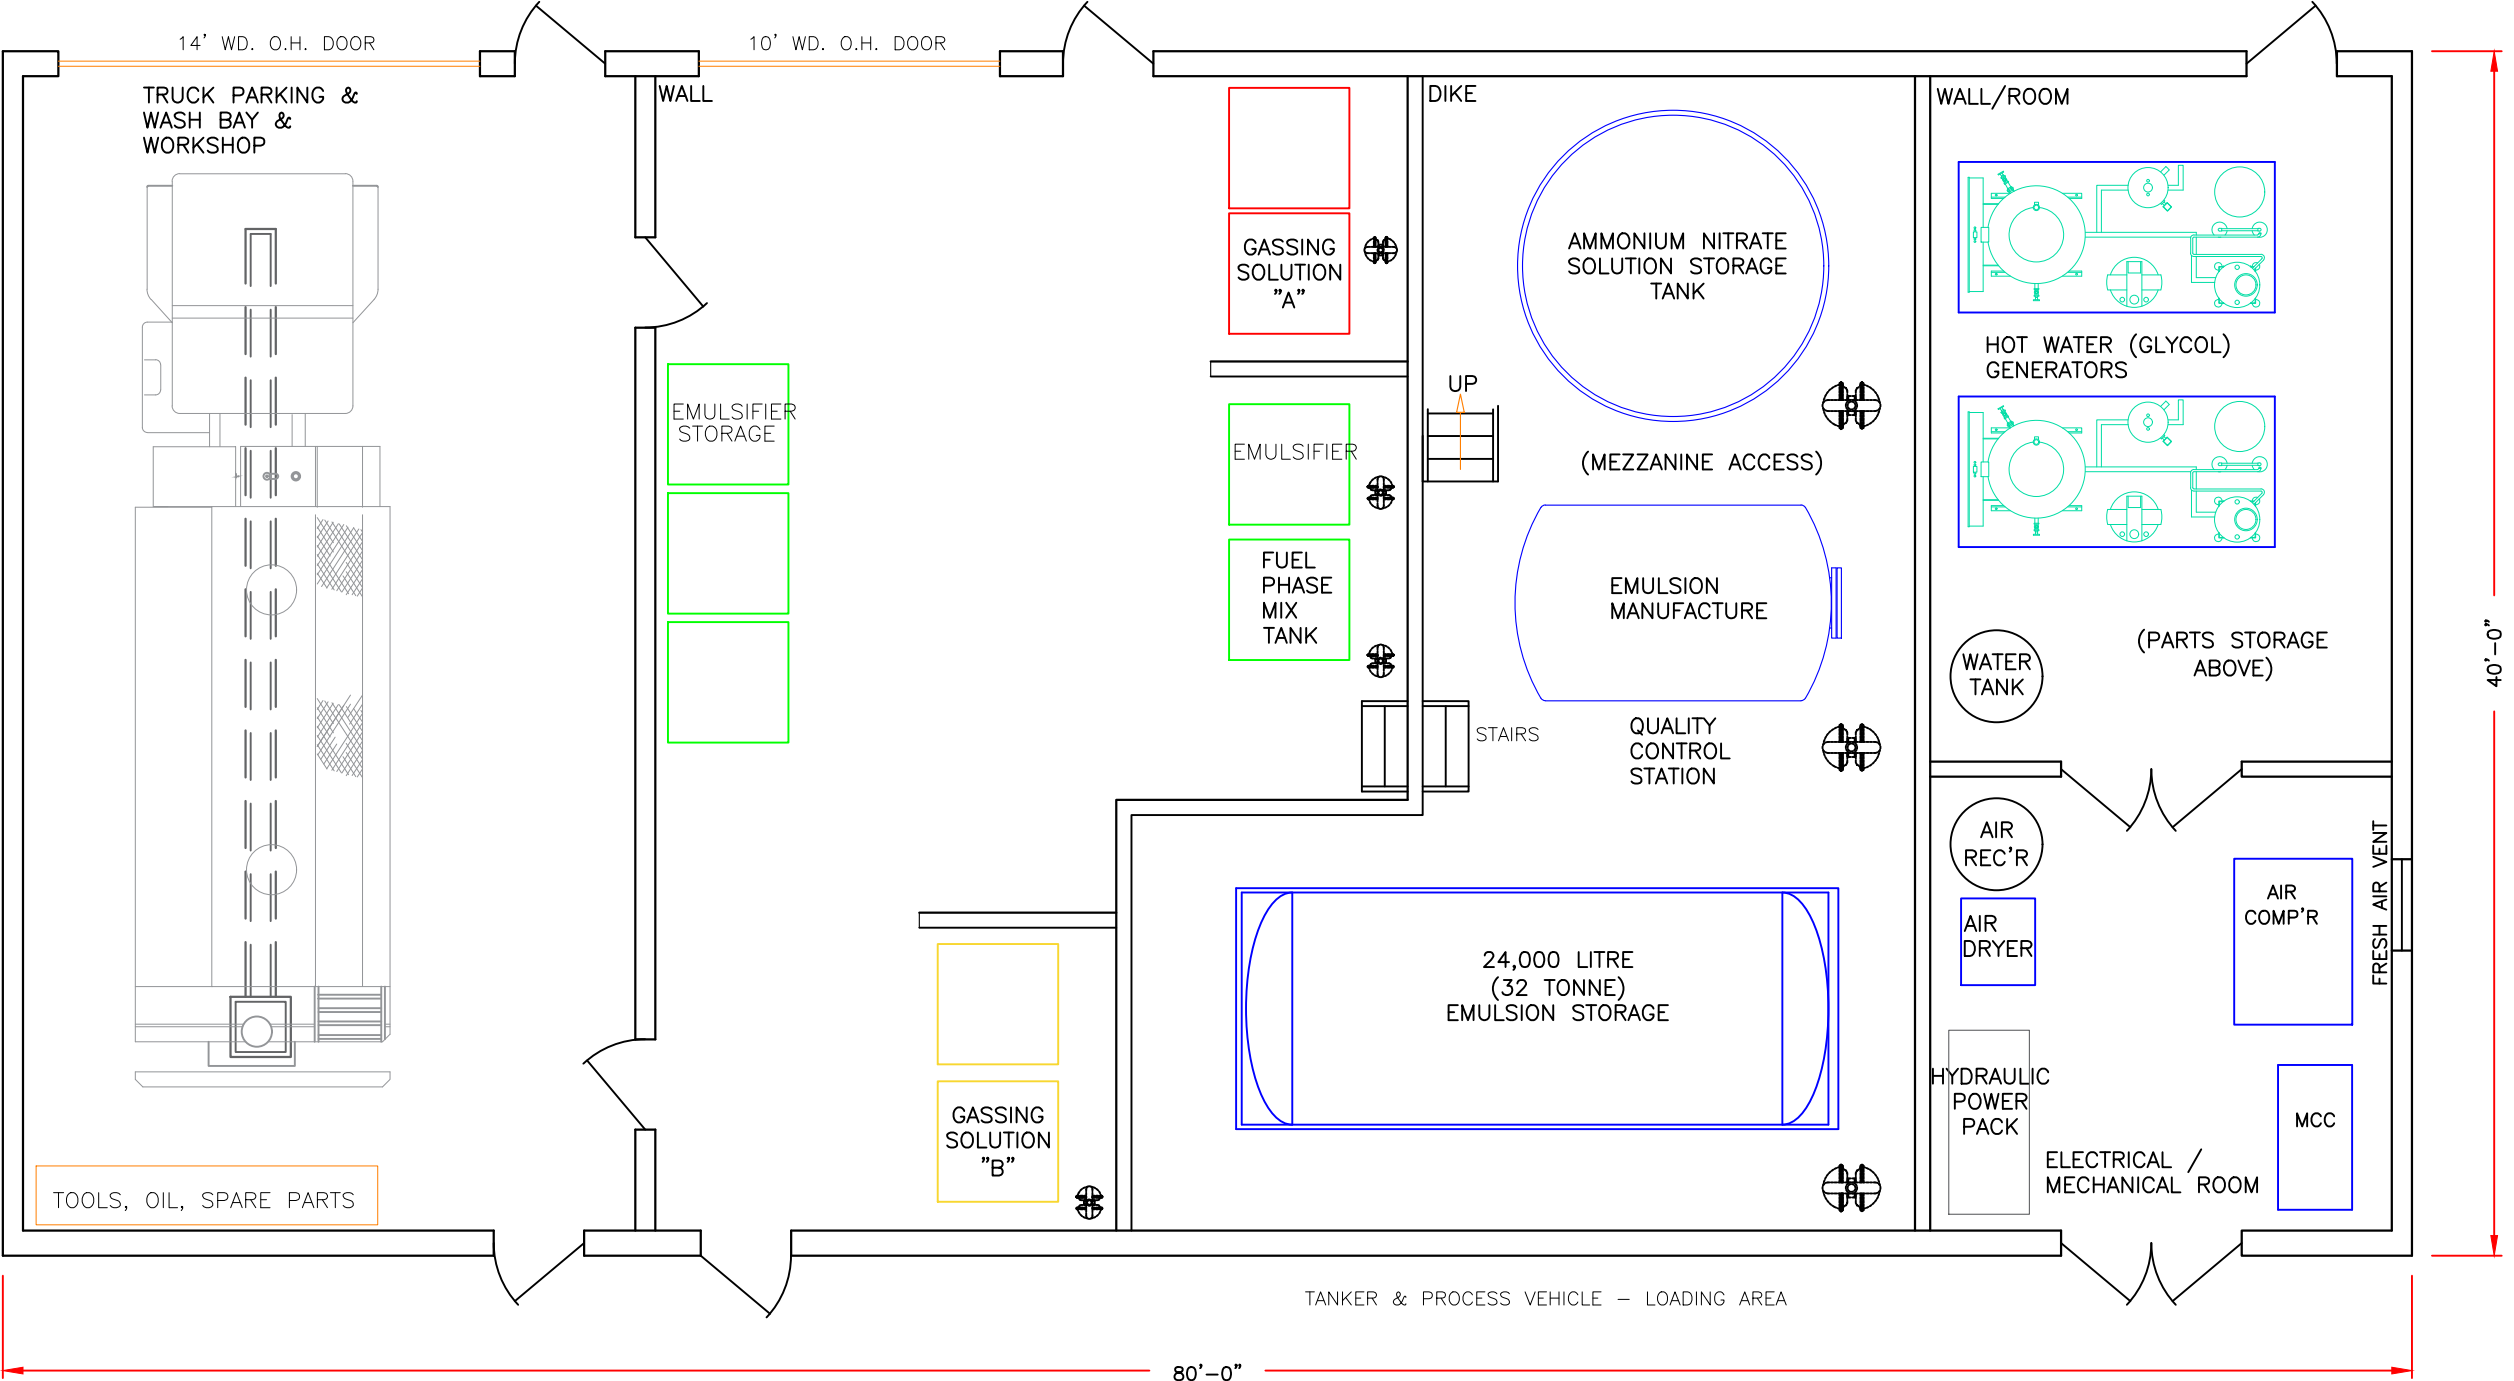 14' WD. O.H. DOOR
10' WD. O.H. DOOR
TRUCK PARKING &
WASH BAY &
WORKSHOP
WALL
DIKE
WALL/ROOM
GASSING
SOLUTION
"A"
AMMONIUM NITRATE
SOLUTION STORAGE
TANK
HOT WATER (GLYCOL)
GENERATORS
UP
EMULSIFIER
STORAGE
EMULSIFIER
(MEZZANINE ACCESS)
FUEL
PHASE
MIX
TANK
EMULSION
MANUFACTURE
WATER
TANK
(PARTS STORAGE
ABOVE)
40'-0"
STAIRS
QUALITY
CONTROL
STATION
AIR
REC'R
AIR
DRYER
AIR
COMP'R
FRESH AIR VENT
24,000 LITRE
(32 TONNE)
EMULSION STORAGE
HYDRAULIC
POWER
PACK
MCC
GASSING
SOLUTION
"B"
ELECTRICAL /
MECHANICAL ROOM
TOOLS, OIL, SPARE PARTS
TANKER & PROCESS VEHICLE - LOADING AREA
80'-0"